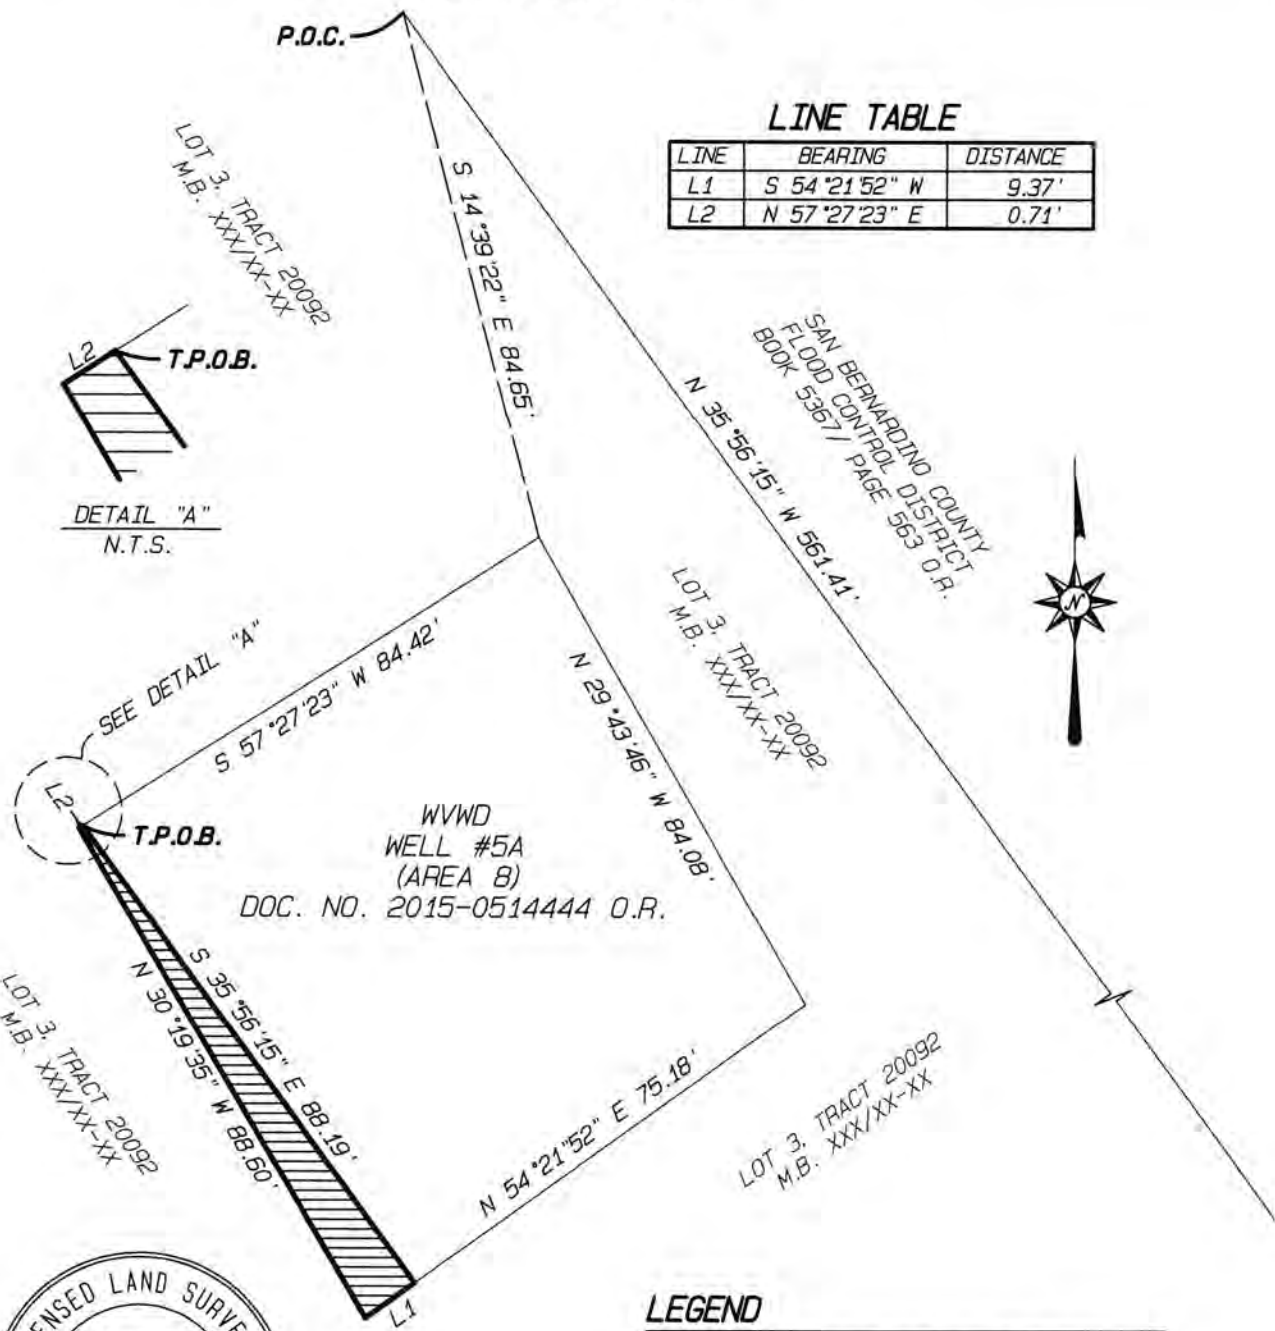 P.O.C.
LINE TABLE
LINE BEARING DISTANCE
L1 S 54°21'52" W 9.37'
L2 N 57°27'23" E 0.71'
LOT 3, TRACT 20092
M.B. XXX/XX-XX
S 14°39'22" E 84.65'
L2
T.P.O.B.
DETAIL "A"
N.T.S.
SAN BERNARDINO COUNTY
FLOOD CONTROL DISTRICT
BOOK 5367/ PAGE 563 O.R.
N 35°56'15" W 561.41'
N
LOT 3, TRACT 20092
M.B. XXX/XX-XX
SEE DETAIL "A"
S 57°27'23" W 84.42'
N 29°43'46" W 84.08'
L2
T.P.O.B.
WVWD
WELL #5A
(AREA 8)
DOC. NO. 2015-0514444 O.R.
LOT 3, TRACT 20092
M.B. XXX/XX-XX
S 35°56'15" E 88.19'
N 30°19'35" W 88.60'
N 54°21"52" E 75.18'
LOT 3, TRACT 20092
M.B. XXX/XX-XX
L1
ENSED LAND SURVE
LEGEND